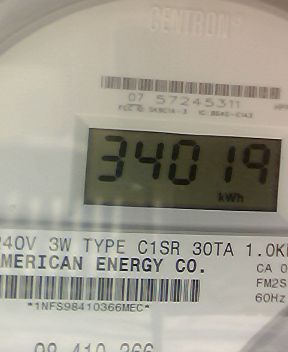 CENTRON®
07 57245311
34019
kWh
240V 3W TYPE C1SR 30TA 1.0K
AMERICAN ENERGY CO.
CA 0
FM2S
60Hz
*1NFS98410366MEC*
98 410 366